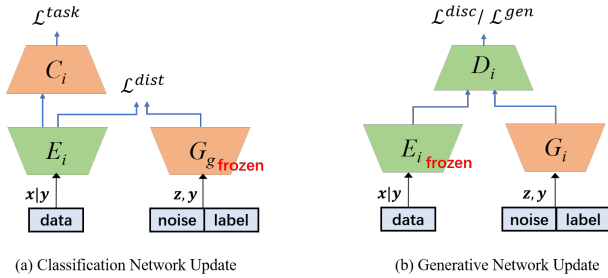 ℒ^task
C_i
ℒ^dist
E_i
G_g frozen
x|y
z, y
data
noise label
(a) Classification Network Update
ℒ^disc / ℒ^gen
D_i
E_i frozen
G_i
x|y
z, y
data
noise label
(b) Generative Network Update